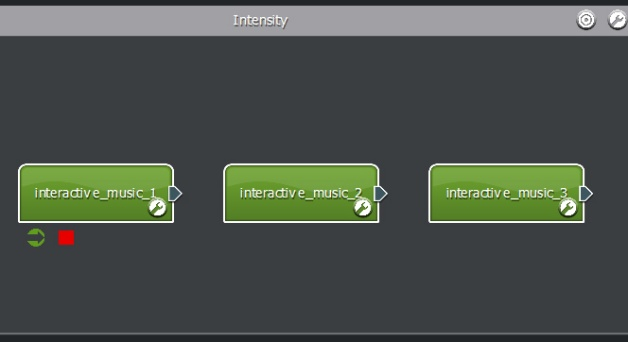 Intensity
interactive_music_1
interactive_music_2
interactive_music_3